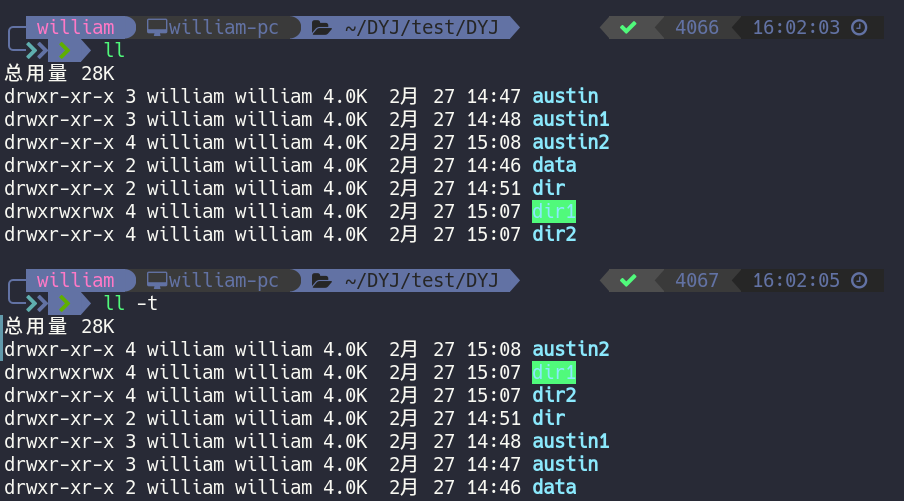 william william-pc ~/DYJ/test/DYJ 4066 16:02:03
ll
总用量 28K
drwxr-xr-x 3 william william 4.0K 2月 27 14:47 austin
drwxr-xr-x 3 william william 4.0K 2月 27 14:48 austin1
drwxr-xr-x 4 william william 4.0K 2月 27 15:08 austin2
drwxr-xr-x 2 william william 4.0K 2月 27 14:46 data
drwxr-xr-x 2 william william 4.0K 2月 27 14:51 dir
drwxrwxrwx 4 william william 4.0K 2月 27 15:07 dir1
drwxr-xr-x 4 william william 4.0K 2月 27 15:07 dir2
william william-pc ~/DYJ/test/DYJ 4067 16:02:05
ll -t
总用量 28K
drwxr-xr-x 4 william william 4.0K 2月 27 15:08 austin2
drwxrwxrwx 4 william william 4.0K 2月 27 15:07 dir1
drwxr-xr-x 4 william william 4.0K 2月 27 15:07 dir2
drwxr-xr-x 2 william william 4.0K 2月 27 14:51 dir
drwxr-xr-x 3 william william 4.0K 2月 27 14:48 austin1
drwxr-xr-x 3 william william 4.0K 2月 27 14:47 austin
drwxr-xr-x 2 william william 4.0K 2月 27 14:46 data